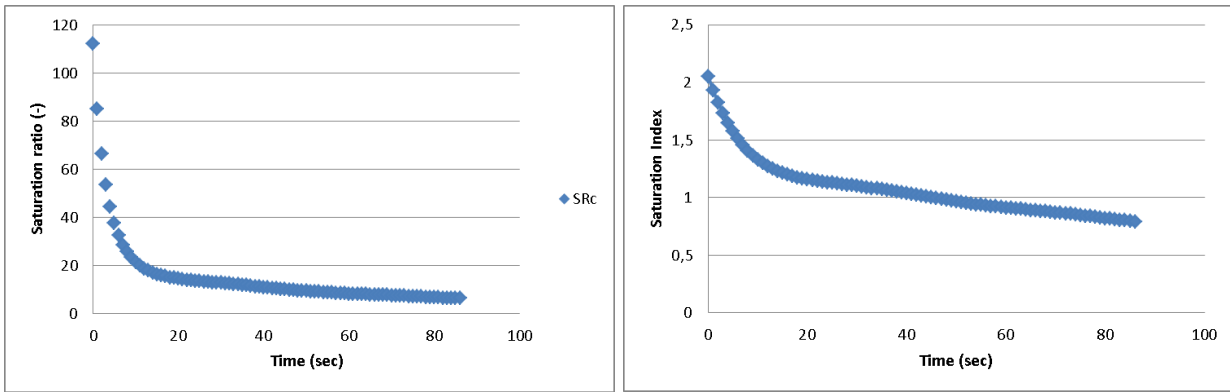 120
100
80
60
40
20
0
Saturation ratio (-)
0 20 40 60 80 100
Time (sec)
SRc
2,5
2
1,5
1
0,5
0
Saturation Index
0 20 40 60 80 100
Time (sec)